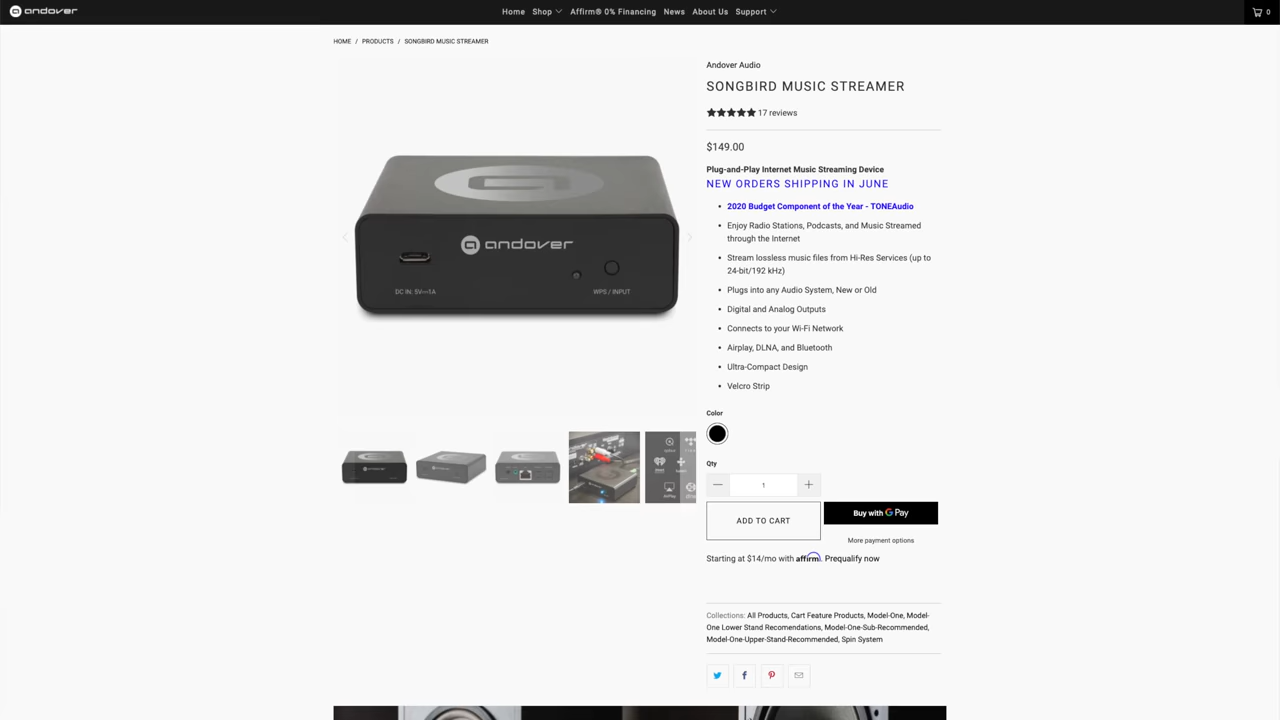 andover
Home Shop Affirm® 0% Financing News About Us Support
0
HOME / PRODUCTS / SONGBIRD MUSIC STREAMER
Andover Audio
SONGBIRD MUSIC STREAMER
17 reviews
$149.00
Plug-and-Play Internet Music Streaming Device
NEW ORDERS SHIPPING IN JUNE
• 2020 Budget Component of the Year - TONEAudio
• Enjoy Radio Stations, Podcasts, and Music Streamed
through the Internet
• Stream lossless music files from Hi-Res Services (up to
24-bit/192 kHz)
• Plugs into any Audio System, New or Old
• Digital and Analog Outputs
• Connects to your Wi-Fi Network
• Airplay, DLNA, and Bluetooth
• Ultra-Compact Design
• Velcro Strip
andover
DC IN: 5V⎓1A
WPS / INPUT
andover
Color
Qty
1
ADD TO CART
Buy with G Pay
More payment options
Starting at $14/mo with affirm. Prequalify now
Collections: All Products, Cart Feature Products, Model-One, Model-
One Lower Stand Recomendations, Model-One-Sub-Recommended,
Model-One-Upper-Stand-Recommended, Spin System